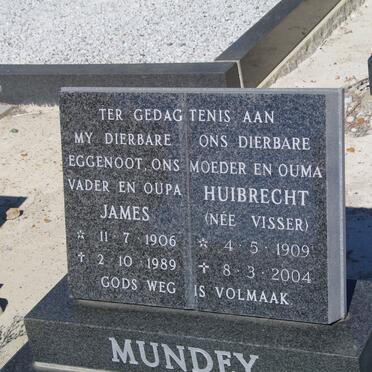 TER GEDAGTENIS AAN
MY DIERBARE
EGGENOOT, ONS
VADER EN OUPA
JAMES
☆ 11·7·1906
✝ 2·10·1989
ONS DIERBARE
MOEDER EN OUMA
HUIBRECHT
(NÉE VISSER)
☆ 4·5·1909
✝ 8·3·2004
GODS WEG IS VOLMAAK
MUNDEY